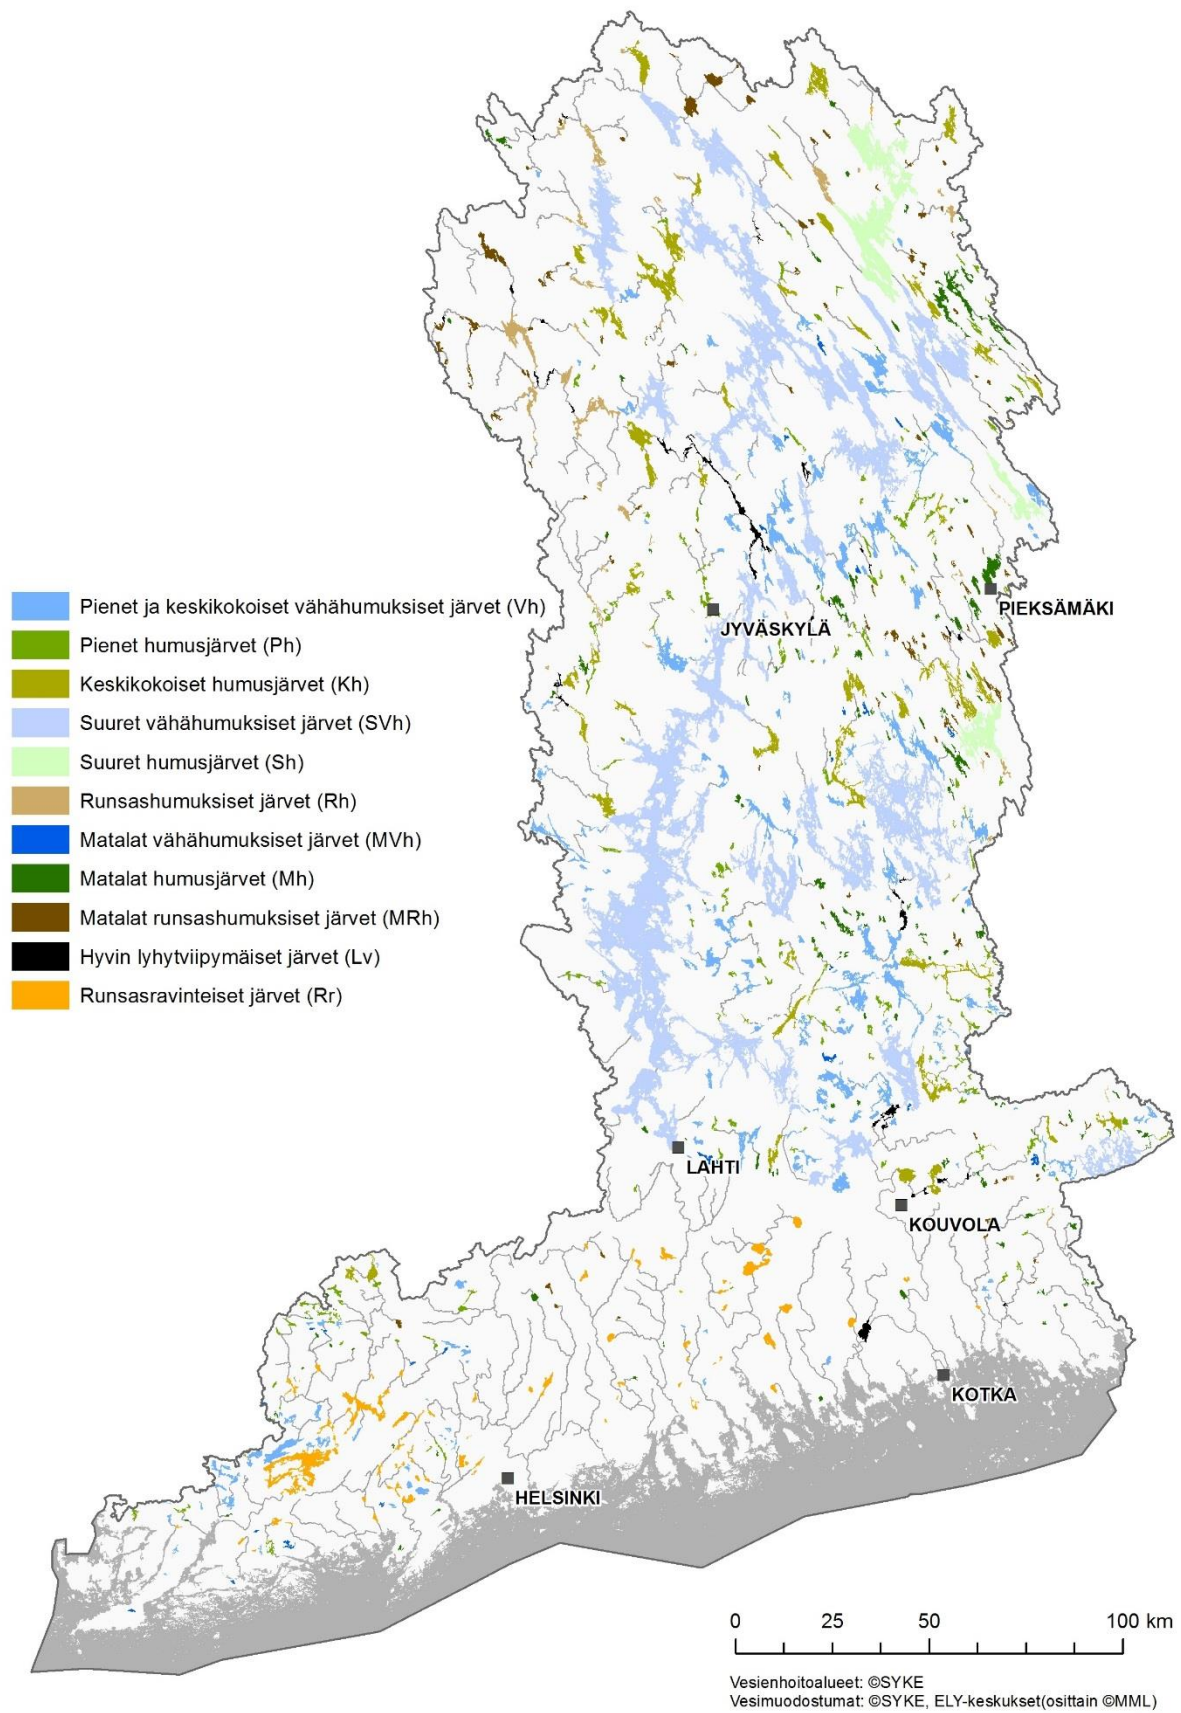 Pienet ja keskikokoiset vähähumuksiset järvet (Vh)
Pienet humusjärvet (Ph)
Keskikokoiset humusjärvet (Kh)
Suuret vähähumuksiset järvet (SVh)
Suuret humusjärvet (Sh)
Runsashumuksiset järvet (Rh)
Matalat vähähumuksiset järvet (MVh)
Matalat humusjärvet (Mh)
Matalat runsashumuksiset järvet (MRh)
Hyvin lyhytviipymäiset järvet (Lv)
Runsasravinteiset järvet (Rr)
PIEKSÄMÄKI
JYVÄSKYLÄ
LAHTI
KOUVOLA
KOTKA
HELSINKI
0 25 50 100 km
Vesienhoitoalueet: ©SYKE
Vesimuodostumat: ©SYKE, ELY-keskukset(osittain ©MML)